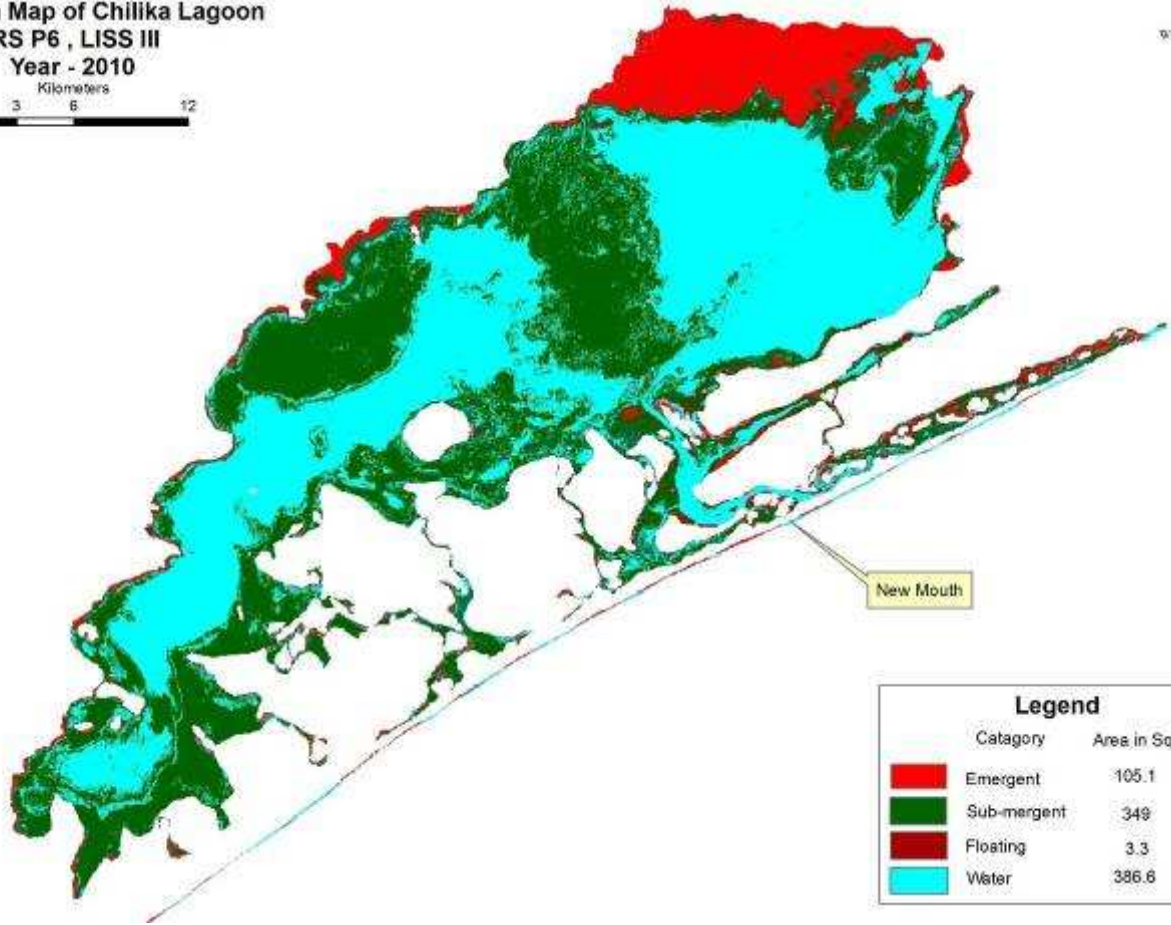 Map of Chilika Lagoon
RS P6 , LISS III
Year - 2010
Kilometers
3 6 12
New Mouth
Legend
Catagory Area in Sq
Emergent 105.1
Sub-mergent 349
Floating 3.3
Water 386.6